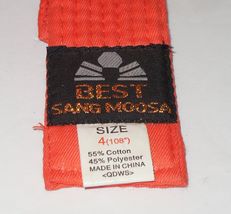 BEST
SANG MOOSA
SIZE
4 (108")
55% Cotton
45% Polyester
MADE IN CHINA
<QDWS>